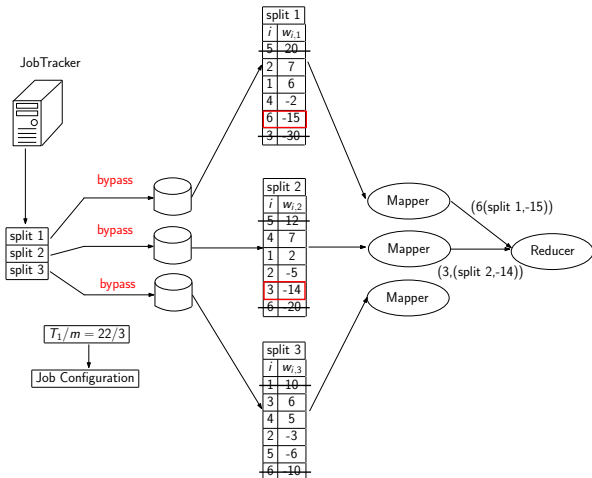 JobTracker
split 1
split 2
split 3
bypass
bypass
bypass
T₁/m = 22/3
Job Configuration
split 1
i w_{i,1}
5 20
2 7
1 6
4 -2
6 -15
3 -30
split 2
i w_{i,2}
5 12
4 7
1 2
2 -5
3 -14
6 -20
split 3
i w_{i,3}
1 10
3 6
4 5
2 -3
5 -6
6 -10
Mapper
Mapper
Mapper
(6(split 1,-15))
(3,(split 2,-14))
Reducer